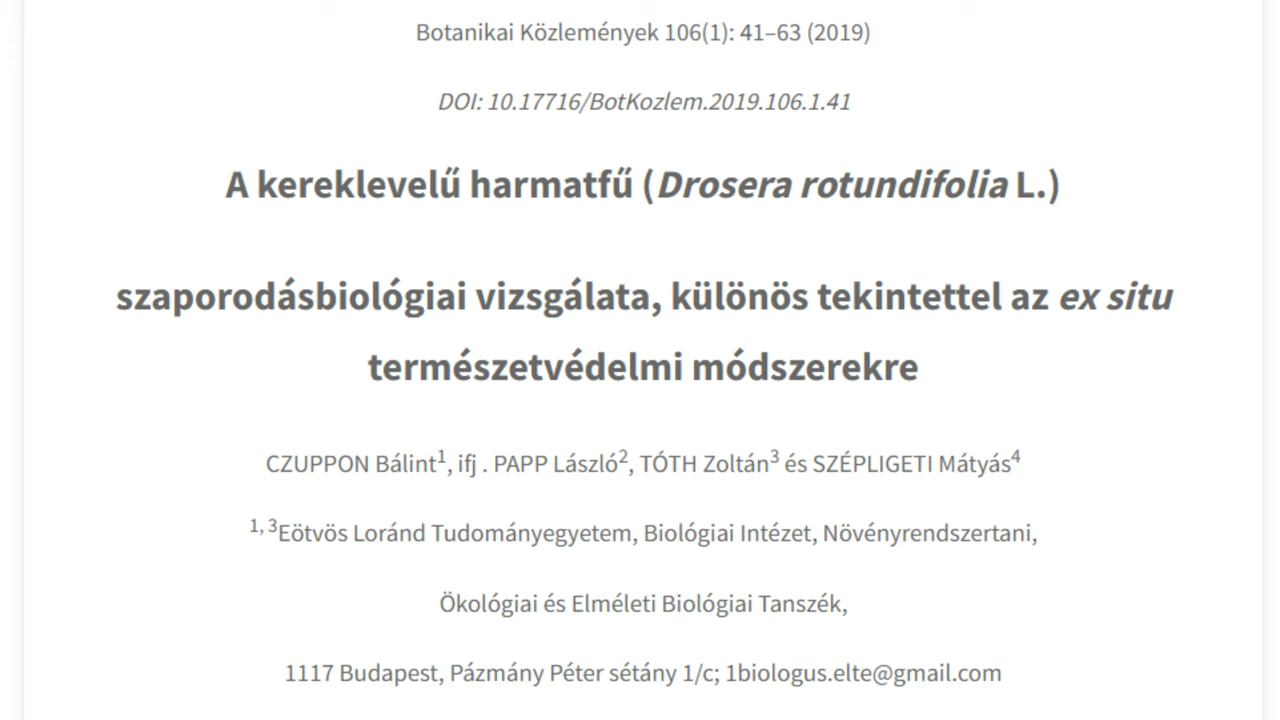 Botanikai Közlemények 106(1): 41–63 (2019)
DOI: 10.17716/BotKozlem.2019.106.1.41
A kereklevelű harmatfű (Drosera rotundifolia L.)
szaporodásbiológiai vizsgálata, különös tekintettel az ex situ
természetvédelmi módszerekre
CZUPPON Bálint1, ifj . PAPP László2, TÓTH Zoltán3 és SZÉPLIGETI Mátyás4
1, 3Eötvös Loránd Tudományegyetem, Biológiai Intézet, Növényrendszertani,
Ökológiai és Elméleti Biológiai Tanszék,
1117 Budapest, Pázmány Péter sétány 1/c; 1biologus.elte@gmail.com